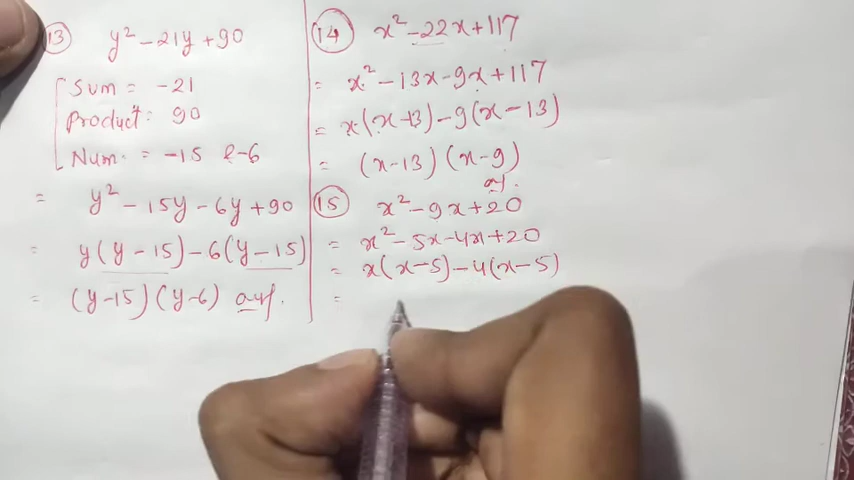 (13) y² - 21y + 90
Sum = -21
Product: 90
Num. = -15 & -6
= y² - 15y - 6y + 90
= y(y - 15) - 6(y - 15)
= (y - 15)(y - 6) ans.
(14) x² - 22x + 117
= x² - 13x - 9x + 117
= x(x - 13) - 9(x - 13)
= (x - 13)(x - 9)
ans.
(15) x² - 9x + 20
= x² - 5x - 4x + 20
= x(x - 5) - 4(x - 5)
=